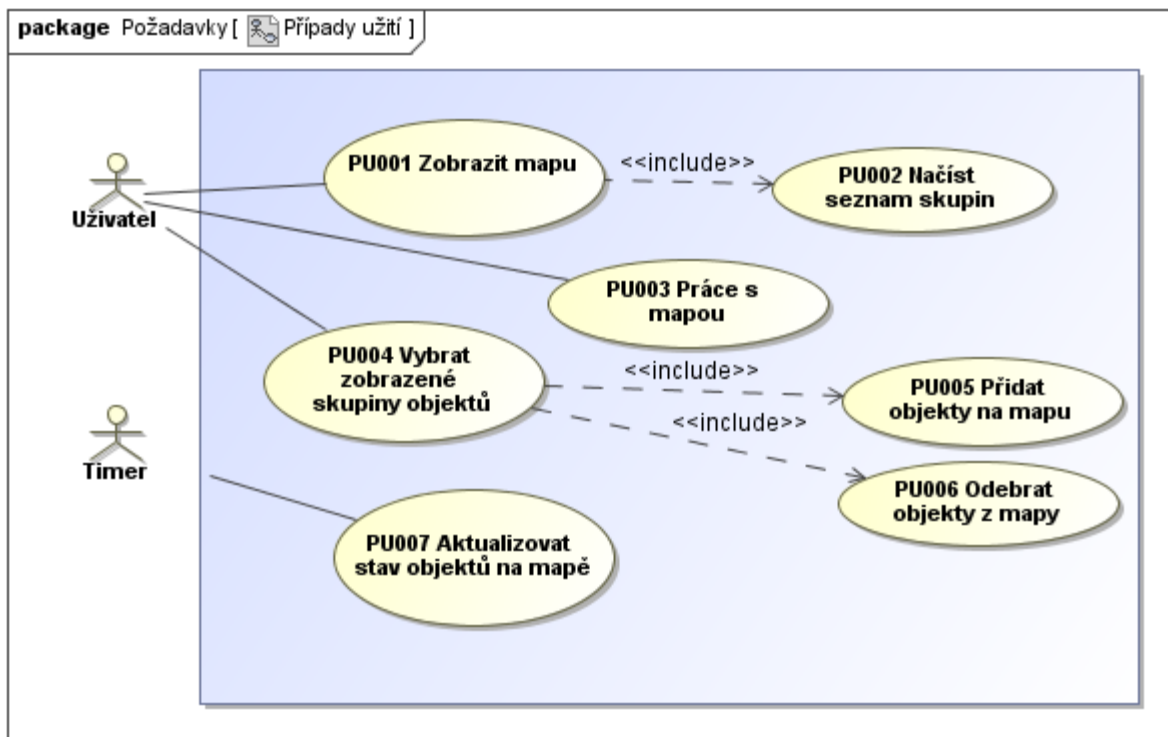 package Požadavky [ Případy užití ]
PU001 Zobrazit mapu
<<include>>
PU002 Načíst
seznam skupin
Uživatel
PU003 Práce s
mapou
PU004 Vybrat
zobrazené
skupiny objektů
<<include>>
PU005 Přidat
objekty na mapu
<<include>>
Timer
PU006 Odebrat
objekty z mapy
PU007 Aktualizovat
stav objektů na mapě